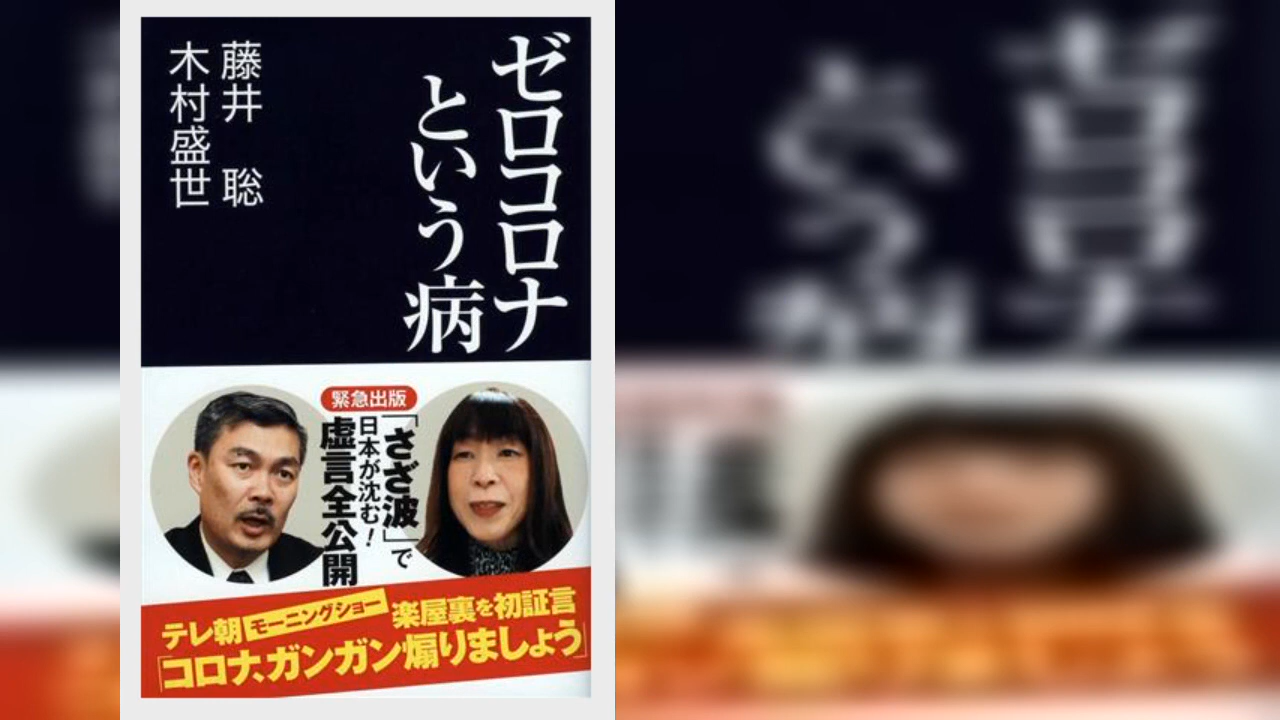 ゼロコロナ
という病
藤井 聡
木村盛世
緊急出版
「さざ波」で
日本が沈む!
虚言全公開
テレ朝モーニングショー楽屋裏を初証言
「コロナ、ガンガン煽りましょう」